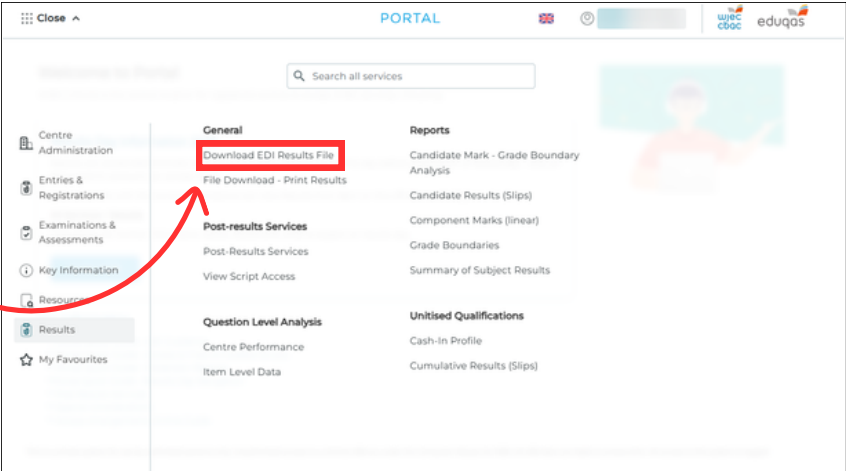 Close
PORTAL
wjec
cbac
eduqas
Welcome to Portal
Search all services
Centre
Administration
Entries &
Registrations
Examinations &
Assessments
Key Information
Resources
Results
My Favourites
General
Download EDI Results File
File Download - Print Results
Post-results Services
Post-Results Services
View Script Access
Question Level Analysis
Centre Performance
Item Level Data
Reports
Candidate Mark - Grade Boundary
Analysis
Candidate Results (Slips)
Component Marks (linear)
Grade Boundaries
Summary of Subject Results
Unitised Qualifications
Cash-In Profile
Cumulative Results (Slips)